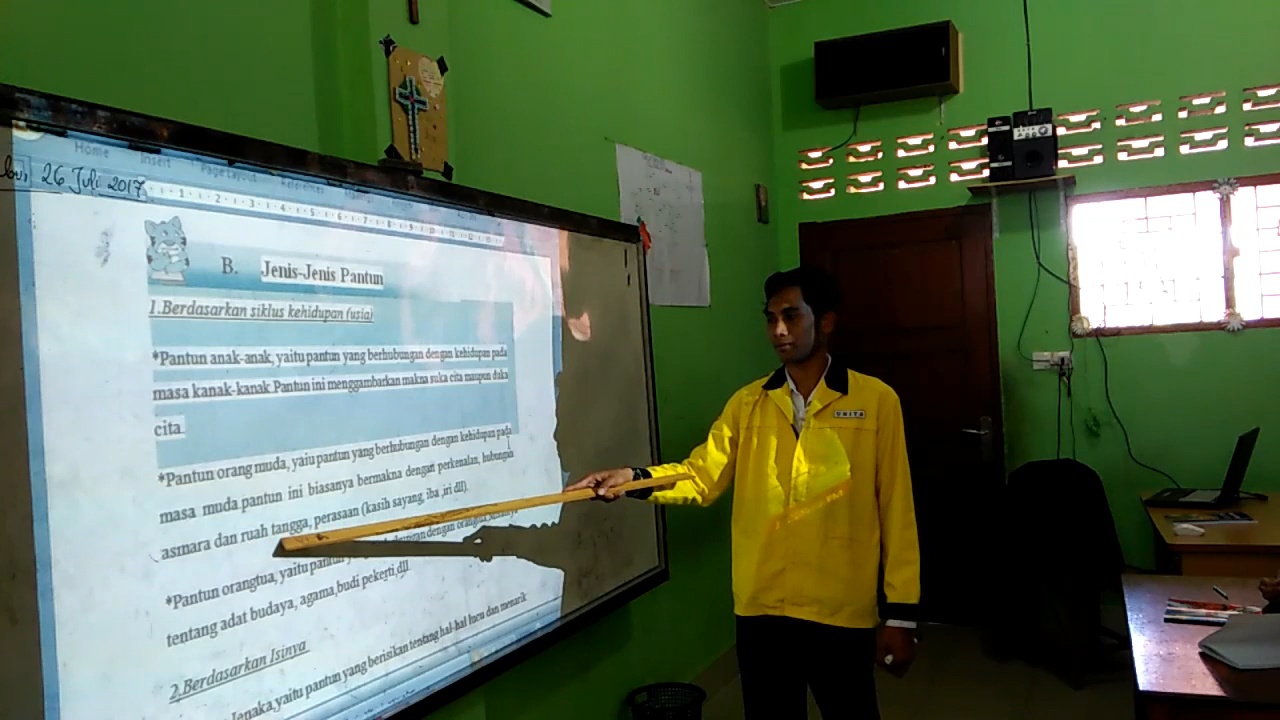 Home Insert Page Layout References
26 Juli 2017
B. Jenis-Jenis Pantun
1.Berdasarkan siklus kehidupan (usia)
*Pantun anak-anak, yaitu pantun yang berhubungan dengan kehidupan pada
masa kanak-kanak.Pantun ini menggambarkan makna suka cita maupun duka
cita.
*Pantun orang muda, yaiu pantun yang berhubungan dengan kehidupan pada
masa muda.pantun ini biasanya bermakna dengan perkenalan, hubungan
asmara dan ruah tangga, perasaan (kasih sayang, iba ,iri dll).
*Pantun orangtua, yaitu pantun dengan
tentang adat budaya, agama,budi pekerti,dll.
2.Berdasarkan Isinya
Jenaka,yaitu pantun yang berisikan tentang hal-hal lucu dan menarik
UNITA